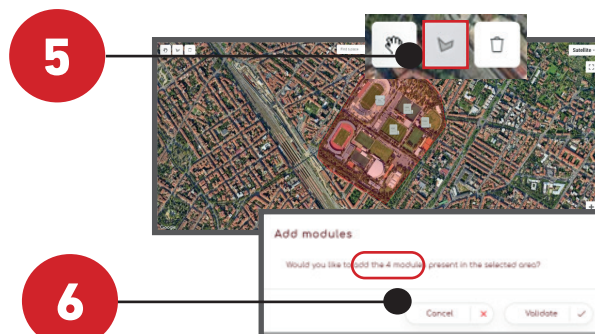 5
Satellite
Google
Add modules
Would you like to add the 4 modules present in the selected area?
6
Cancel
Validate